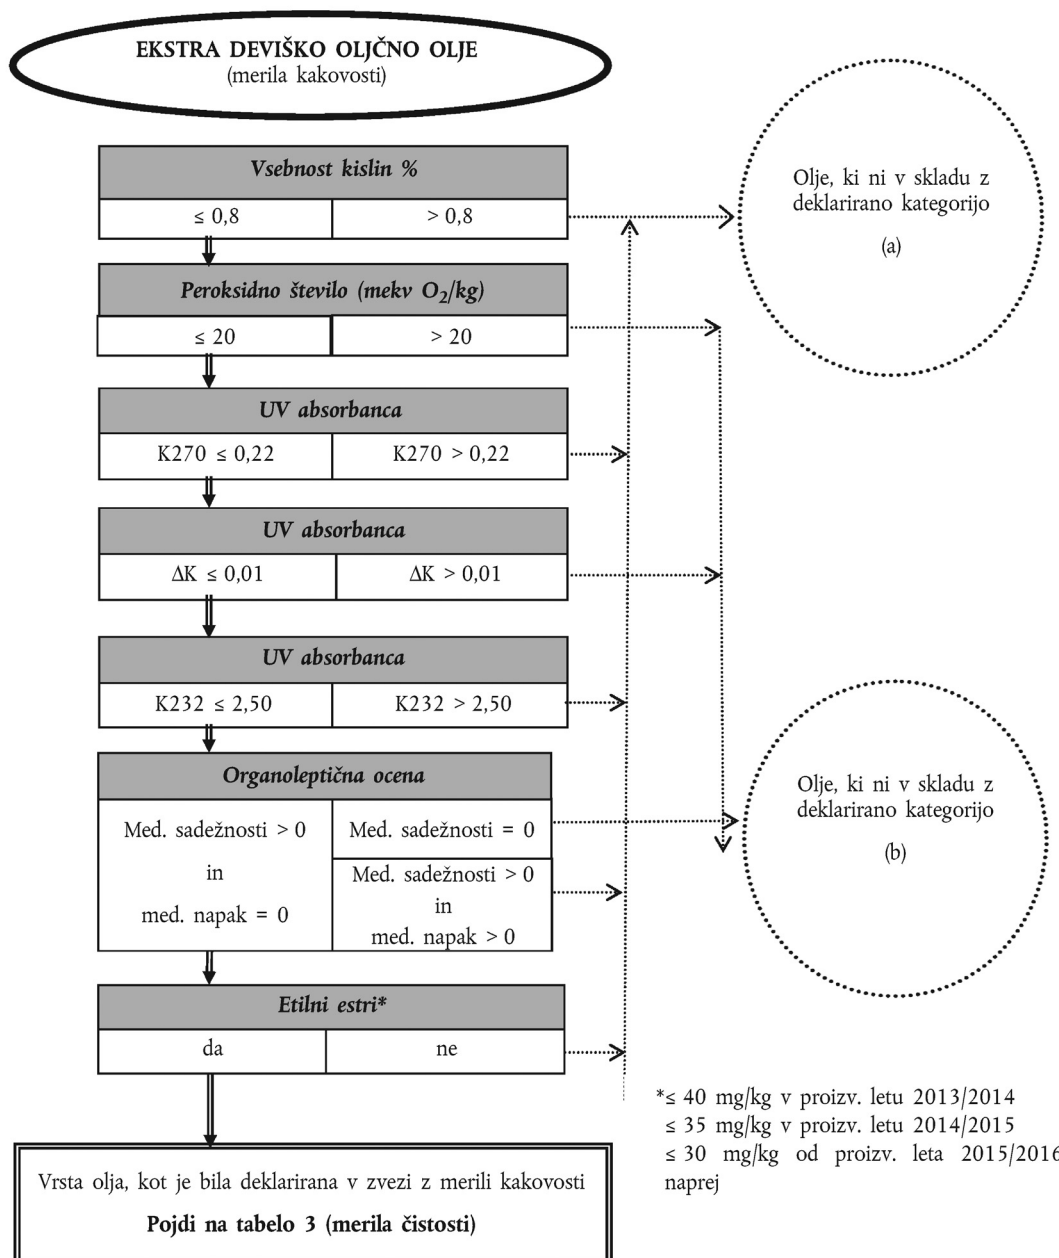 EKSTRA DEVIŠKO OLJČNO OLJE
(merila kakovosti)
Vsebnost kislin %
≤ 0,8
> 0,8
Olje, ki ni v skladu z
deklarirano kategorijo
(a)
Peroksidno število (mekv O₂/kg)
≤ 20
> 20
UV absorbanca
K270 ≤ 0,22
K270 > 0,22
UV absorbanca
ΔK ≤ 0,01
ΔK > 0,01
UV absorbanca
K232 ≤ 2,50
K232 > 2,50
Organoleptična ocena
Med. sadežnosti > 0
in
med. napak = 0
Med. sadežnosti = 0
Med. sadežnosti > 0
in
med. napak > 0
Olje, ki ni v skladu z
deklarirano kategorijo
(b)
Etilni estri*
da
ne
*≤ 40 mg/kg v proizv. letu 2013/2014
≤ 35 mg/kg v proizv. letu 2014/2015
≤ 30 mg/kg od proizv. leta 2015/2016
naprej
Vrsta olja, kot je bila deklarirana v zvezi z merili kakovosti
Pojdi na tabelo 3 (merila čistosti)